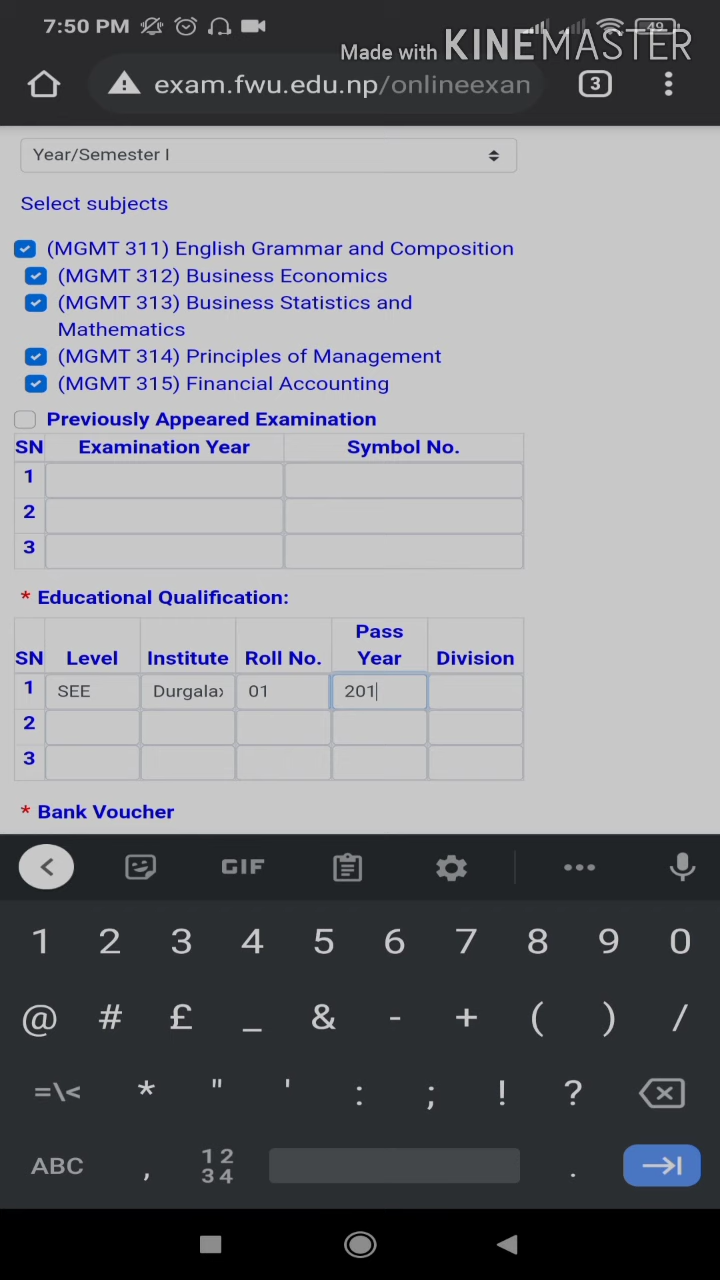 7:50 PM
49
Made with KINEMASTER
exam.fwu.edu.np/onlineexan
3
Year/Semester I
Select subjects
(MGMT 311) English Grammar and Composition
(MGMT 312) Business Economics
(MGMT 313) Business Statistics and
Mathematics
(MGMT 314) Principles of Management
(MGMT 315) Financial Accounting
Previously Appeared Examination
SN Examination Year Symbol No.
1
2
3
* Educational Qualification:
SN Level Institute Roll No. Pass Year Division
1 SEE Durgalax 01 201
2
3
* Bank Voucher
GIF
1 2 3 4 5 6 7 8 9 0
@ # £ _ & - + ( ) /
=\< * " ' : ; ! ?
ABC , 12 34 .